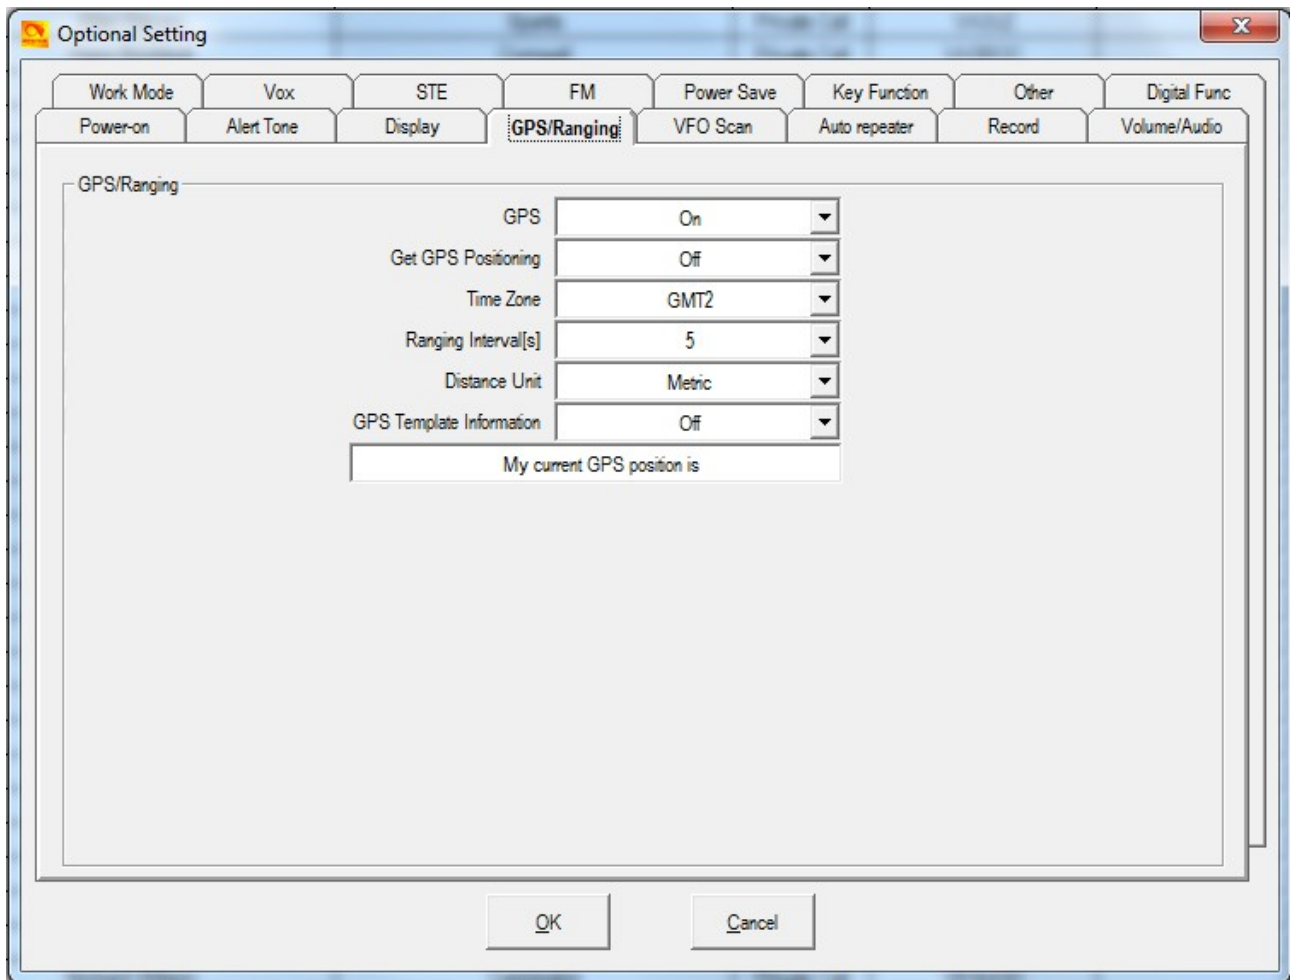 Optional Setting
Work Mode Vox STE FM Power Save Key Function Other Digital Func
Power-on Alert Tone Display GPS/Ranging VFO Scan Auto repeater Record Volume/Audio
GPS/Ranging
GPS On
Get GPS Positioning Off
Time Zone GMT2
Ranging Interval[s] 5
Distance Unit Metric
GPS Template Information Off
My current GPS position is
OK Cancel